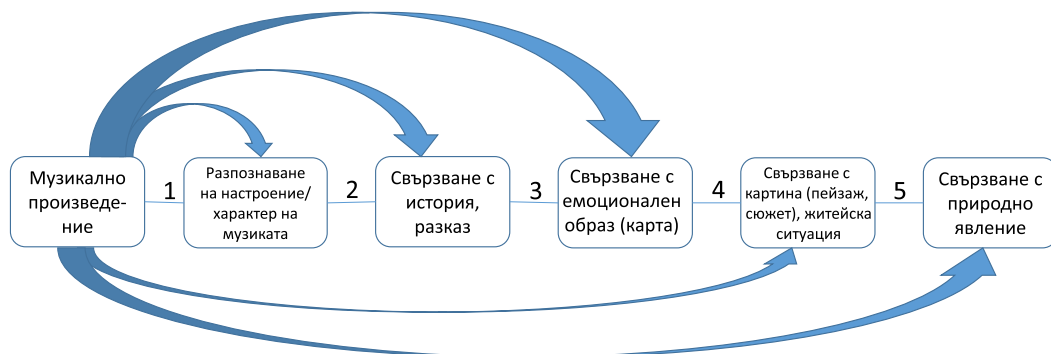 Музикално
произведе-
ние
1
Разпознаване
на настроение/
характер на
музиката
2
Свързване с
история,
разказ
3
Свързване с
емоционален
образ (карта)
4
Свързване с
картина (пейзаж,
сюжет), житейска
ситуация
5
Свързване с
природно
явление